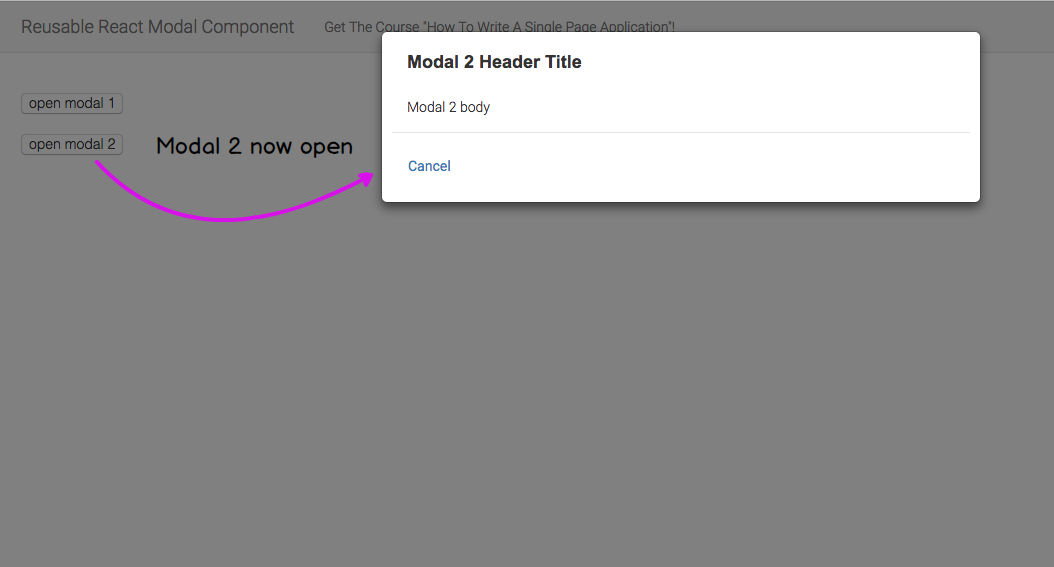 Reusable React Modal Component
Get The Course "How To Write A Single Page Application"!
Modal 2 Header Title
Modal 2 body
Cancel
open modal 1
open modal 2
Modal 2 now open